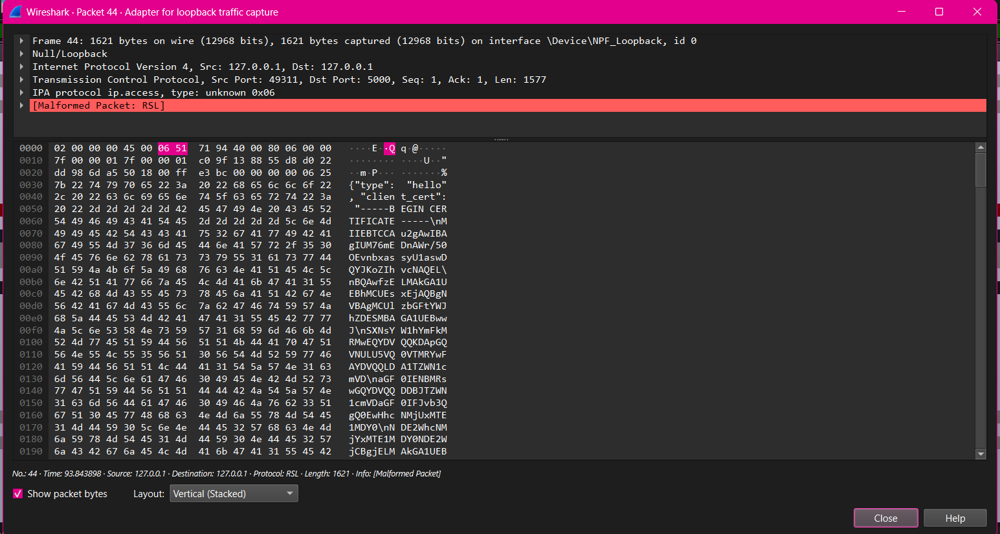 Wireshark · Packet 44 · Adapter for loopback traffic capture
Frame 44: 1621 bytes on wire (12968 bits), 1621 bytes captured (12968 bits) on interface \Device\NPF_Loopback, id 0
Null/Loopback
Internet Protocol Version 4, Src: 127.0.0.1, Dst: 127.0.0.1
Transmission Control Protocol, Src Port: 49311, Dst Port: 5000, Seq: 1, Ack: 1, Len: 1577
IPA protocol ip.access, type: unknown 0x06
[Malformed Packet: RSL]
0000 02 00 00 00 45 00 06 51 71 94 40 00 80 06 00 00 ····E··Q q·@·····
0010 7f 00 00 01 7f 00 00 01 c0 9f 13 88 55 d8 d0 22 ········ ····U··"
0020 dd 98 6d a5 50 18 00 ff e3 bc 00 00 00 00 06 25 ··m·P··· ·······%
0030 7b 22 74 79 70 65 22 3a 20 22 68 65 6c 6c 6f 22 {"type": "hello"
0040 2c 20 22 63 6c 69 65 6e 74 5f 63 65 72 74 22 3a , "clien t_cert":
0050 20 22 2d 2d 2d 2d 2d 42 45 47 49 4e 20 43 45 52 "-----B EGIN CER
0060 54 49 46 49 43 41 54 45 2d 2d 2d 2d 2d 5c 6e 4d TIFICATE -----\nM
0070 49 49 45 42 54 43 43 41 75 32 67 41 77 49 42 41 IIEBTCCA u2gAwIBA
0080 67 49 55 4d 37 36 6d 45 44 6e 41 57 72 2f 35 30 gIUM76mE DnAWr/50
0090 4f 45 76 6e 62 78 61 73 73 79 55 31 61 73 77 44 OEvnbxas syU1aswD
00a0 51 59 4a 4b 6f 5a 49 68 76 63 4e 41 51 45 4c 5c QYJKoZIh vcNAQEL\
00b0 6e 42 51 41 77 66 7a 45 4c 4d 41 6b 47 41 31 55 nBQAwfzE LMAkGA1U
00c0 45 42 68 4d 43 55 45 73 78 45 6a 41 51 42 67 4e EBhMCUEs xEjAQBgN
00d0 56 42 41 67 4d 43 55 6c 7a 62 47 46 74 59 57 4a VBAgMCUl zbGFtYWJ
00e0 68 5a 44 45 53 4d 42 41 47 41 31 55 45 42 77 77 hZDESMBA GA1UEBww
00f0 4a 5c 6e 53 58 4e 73 59 57 31 68 59 6d 46 6b 4d J\nSXNsY W1hYmFkM
0100 52 4d 77 45 51 59 44 56 51 51 4b 44 41 70 47 51 RMwEQYDV QQKDApGQ
0110 56 4e 55 4c 55 35 56 51 30 56 54 4d 52 59 77 46 VNULU5VQ 0VTMRYwF
0120 41 59 44 56 51 51 4c 44 41 31 54 5a 57 4e 31 63 AYDVQQLD A1TZWN1c
0130 6d 56 44 5c 6e 61 47 46 30 49 45 4e 42 4d 52 73 mVD\naGF 0IENBMRs
0140 77 47 51 59 44 56 51 51 44 44 42 4a 54 5a 57 4e wGQYDVQQ DDBJTZWN
0150 31 63 6d 56 44 61 47 46 30 49 46 4a 76 62 33 51 1cmVDaGF 0IFJvb3Q
0160 67 51 30 45 77 48 68 63 4e 4d 6a 55 78 4d 54 45 gQ0EwHhc NMjUxMTE
0170 31 4d 44 59 30 5c 6e 4e 44 45 32 57 68 63 4e 4d 1MDY0\nN DE2WhcNM
0180 6a 59 78 4d 54 45 31 4d 44 59 30 4e 44 45 32 57 jYxMTE1M DY0NDE2W
0190 6a 43 42 67 6a 45 4c 4d 41 6b 47 41 31 55 45 42 jCBgjELM AkGA1UEB
No.: 44 · Time: 93.843898 · Source: 127.0.0.1 · Destination: 127.0.0.1 · Protocol: RSL · Length: 1621 · Info: [Malformed Packet]
Show packet bytes Layout: Vertical (Stacked)
Close Help